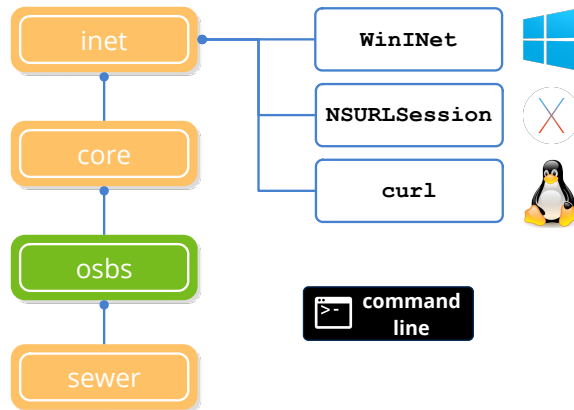 inet
WinINet
NSURLSession
core
curl
osbs
>-
command
line
sewer